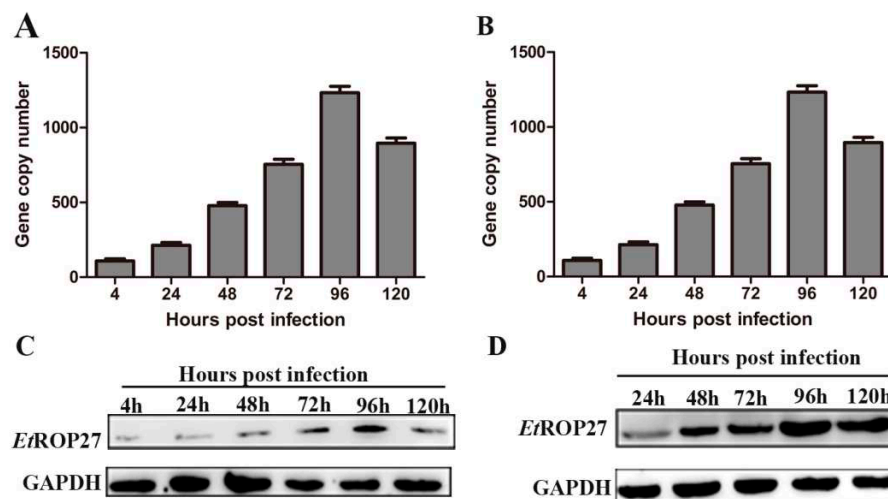 A
1500
1000
500
0
Gene copy number
4 24 48 72 96 120
Hours post infection
B
1500
1000
500
0
Gene copy number
4 24 48 72 96 120
Hours post infection
C
Hours post infection
4h 24h 48h 72h 96h 120h
EtROP27
GAPDH
D
Hours post infection
24h 48h 72h 96h 120h
EtROP27
GAPDH